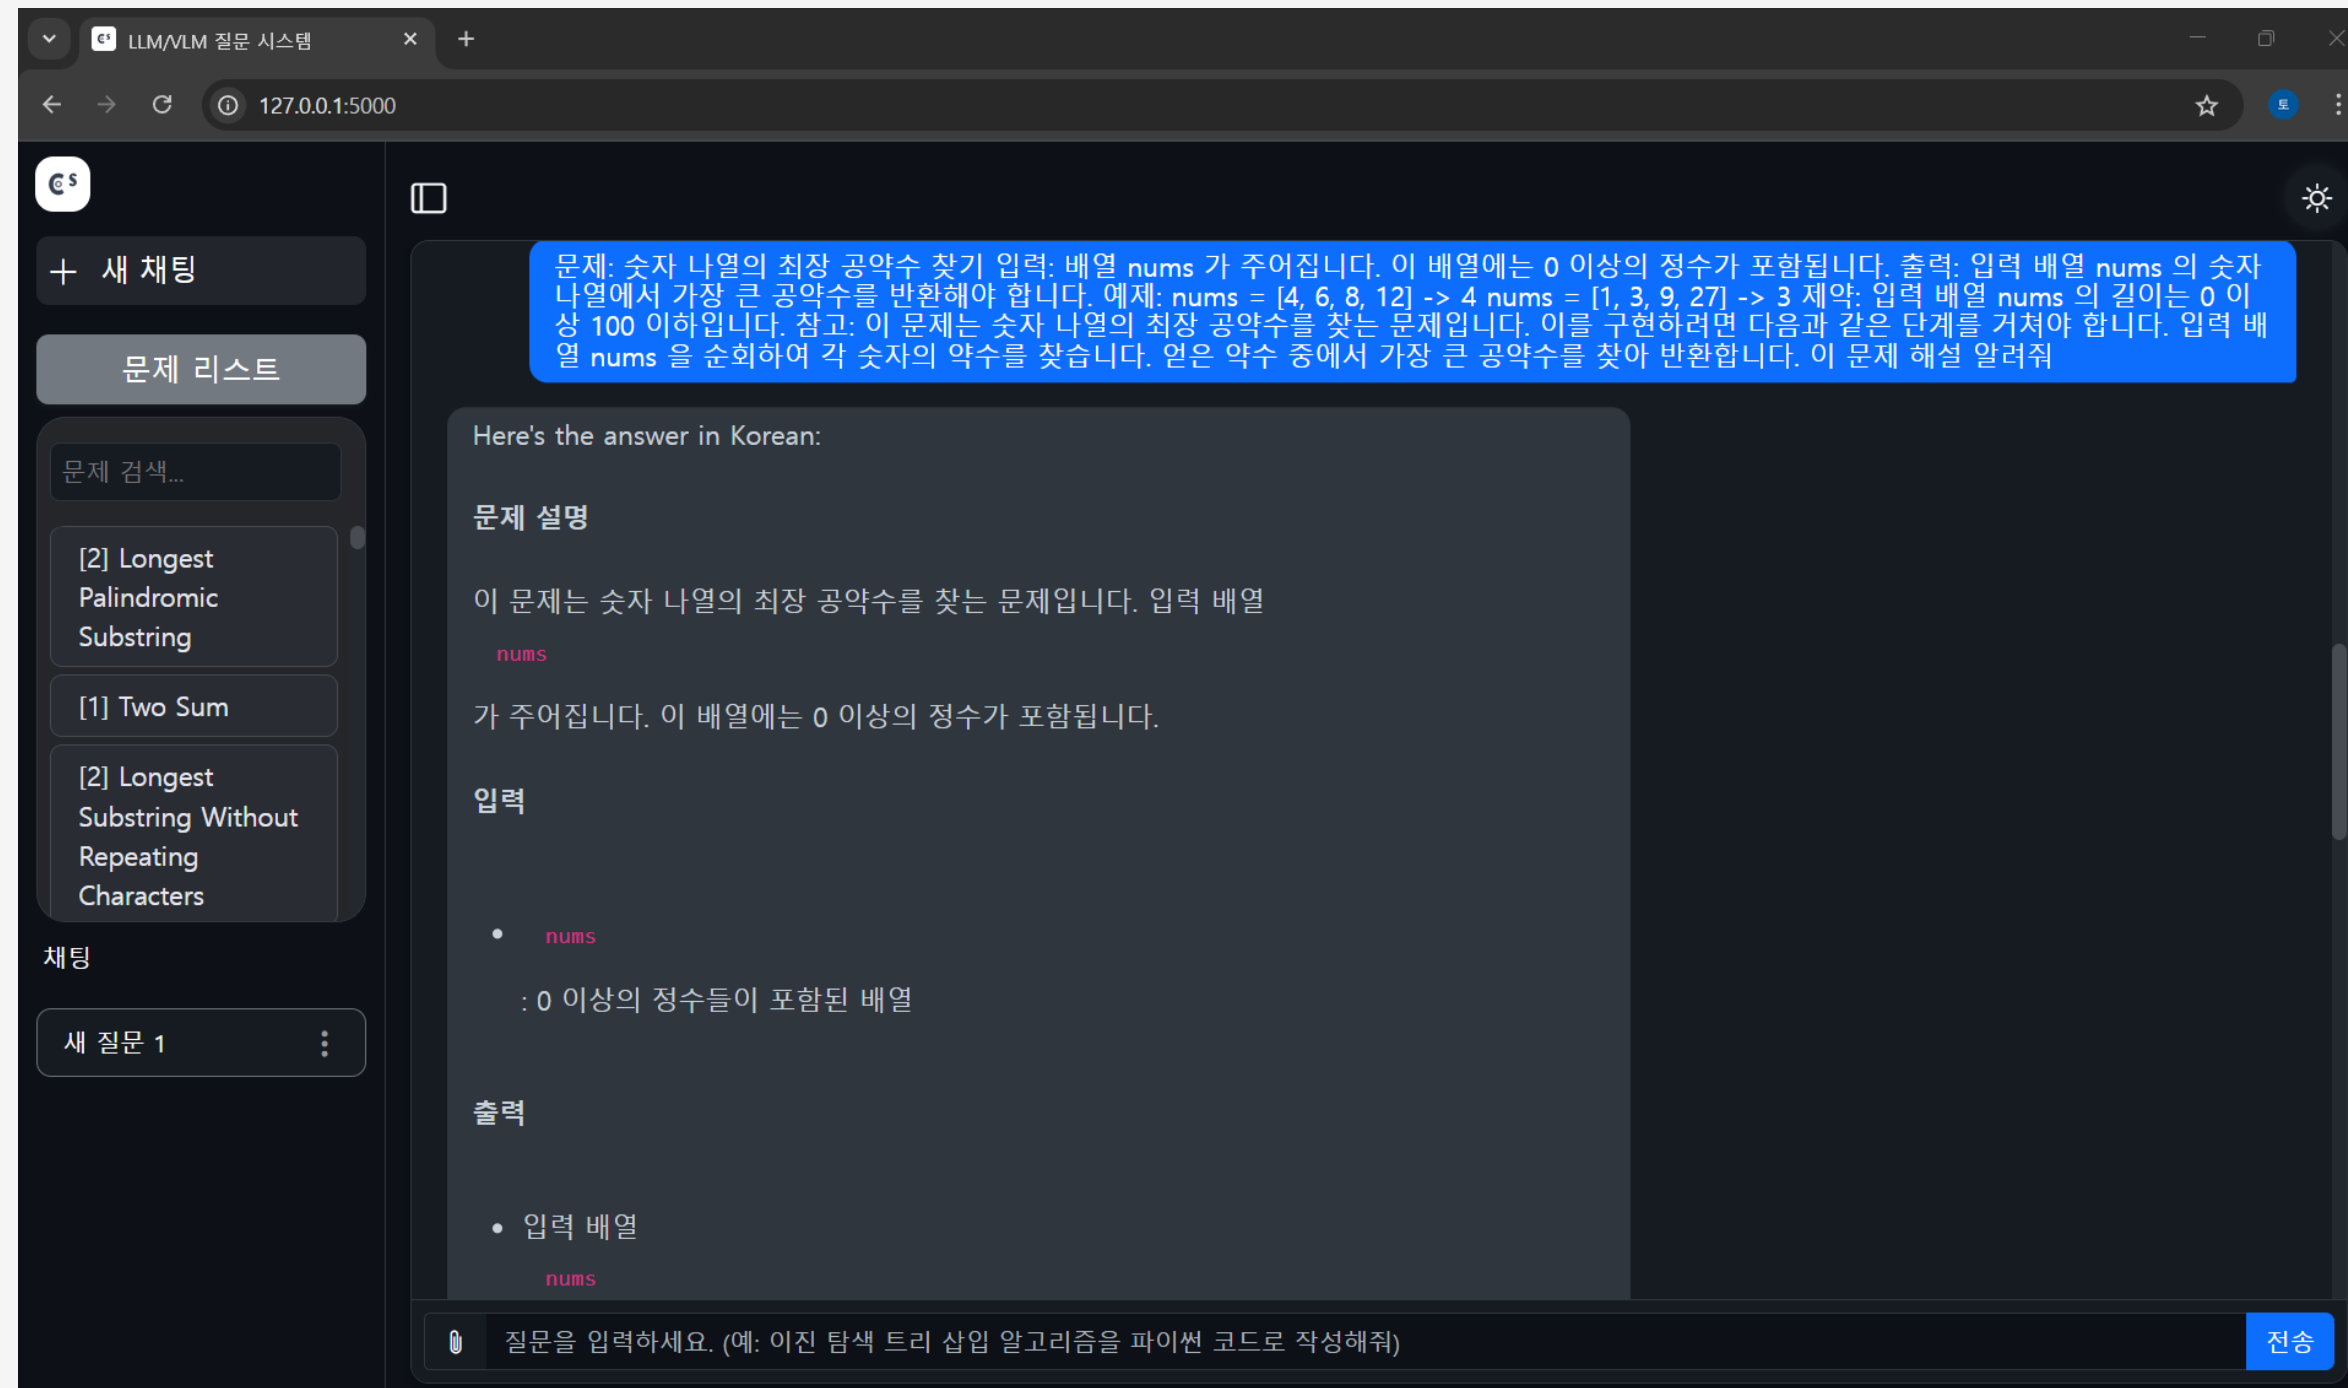 LLM/VLM 질문 시스템
127.0.0.1:5000
토
CS
새 채팅
문제 리스트
문제 검색...
[2] Longest
Palindromic
Substring
[1] Two Sum
[2] Longest
Substring Without
Repeating
Characters
채팅
새 질문 1
문제: 숫자 나열의 최장 공약수 찾기 입력: 배열 nums 가 주어집니다. 이 배열에는 0 이상의 정수가 포함됩니다. 출력: 입력 배열 nums 의 숫자
나열에서 가장 큰 공약수를 반환해야 합니다. 예제: nums = [4, 6, 8, 12] -> 4 nums = [1, 3, 9, 27] -> 3 제약: 입력 배열 nums 의 길이는 0 이
상 100 이하입니다. 참고: 이 문제는 숫자 나열의 최장 공약수를 찾는 문제입니다. 이를 구현하려면 다음과 같은 단계를 거쳐야 합니다. 입력 배
열 nums 을 순회하여 각 숫자의 약수를 찾습니다. 얻은 약수 중에서 가장 큰 공약수를 찾아 반환합니다. 이 문제 해설 알려줘
Here's the answer in Korean:
문제 설명
이 문제는 숫자 나열의 최장 공약수를 찾는 문제입니다. 입력 배열
nums
가 주어집니다. 이 배열에는 0 이상의 정수가 포함됩니다.
입력
• nums
: 0 이상의 정수들이 포함된 배열
출력
• 입력 배열
nums
질문을 입력하세요. (예: 이진 탐색 트리 삽입 알고리즘을 파이썬 코드로 작성해줘)
전송